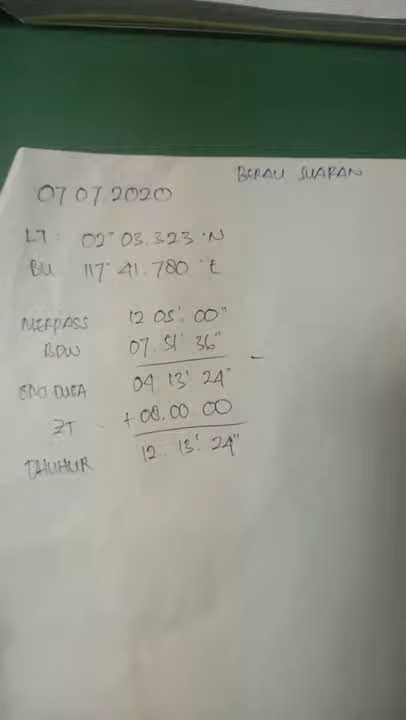 BERAU SUARAN
07 07 2020
LT : 02° 03.323 'N
BU 117° 41.780 'E
MERPASS 12 05' 00"
BDW 07. 51' 36"
04 13' 24"
ZT + 08.00 00
DHUHUR 12. 13' 24"